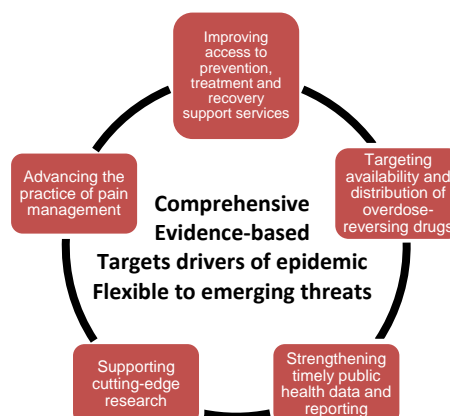 Improving
access to
prevention,
treatment and
recovery
support services
Targeting
availability and
distribution of
overdose-
reversing drugs
Advancing the
practice of pain
management
Comprehensive
Evidence-based
Targets drivers of epidemic
Flexible to emerging threats
Strengthening
timely public
health data and
reporting
Supporting
cutting-edge
research